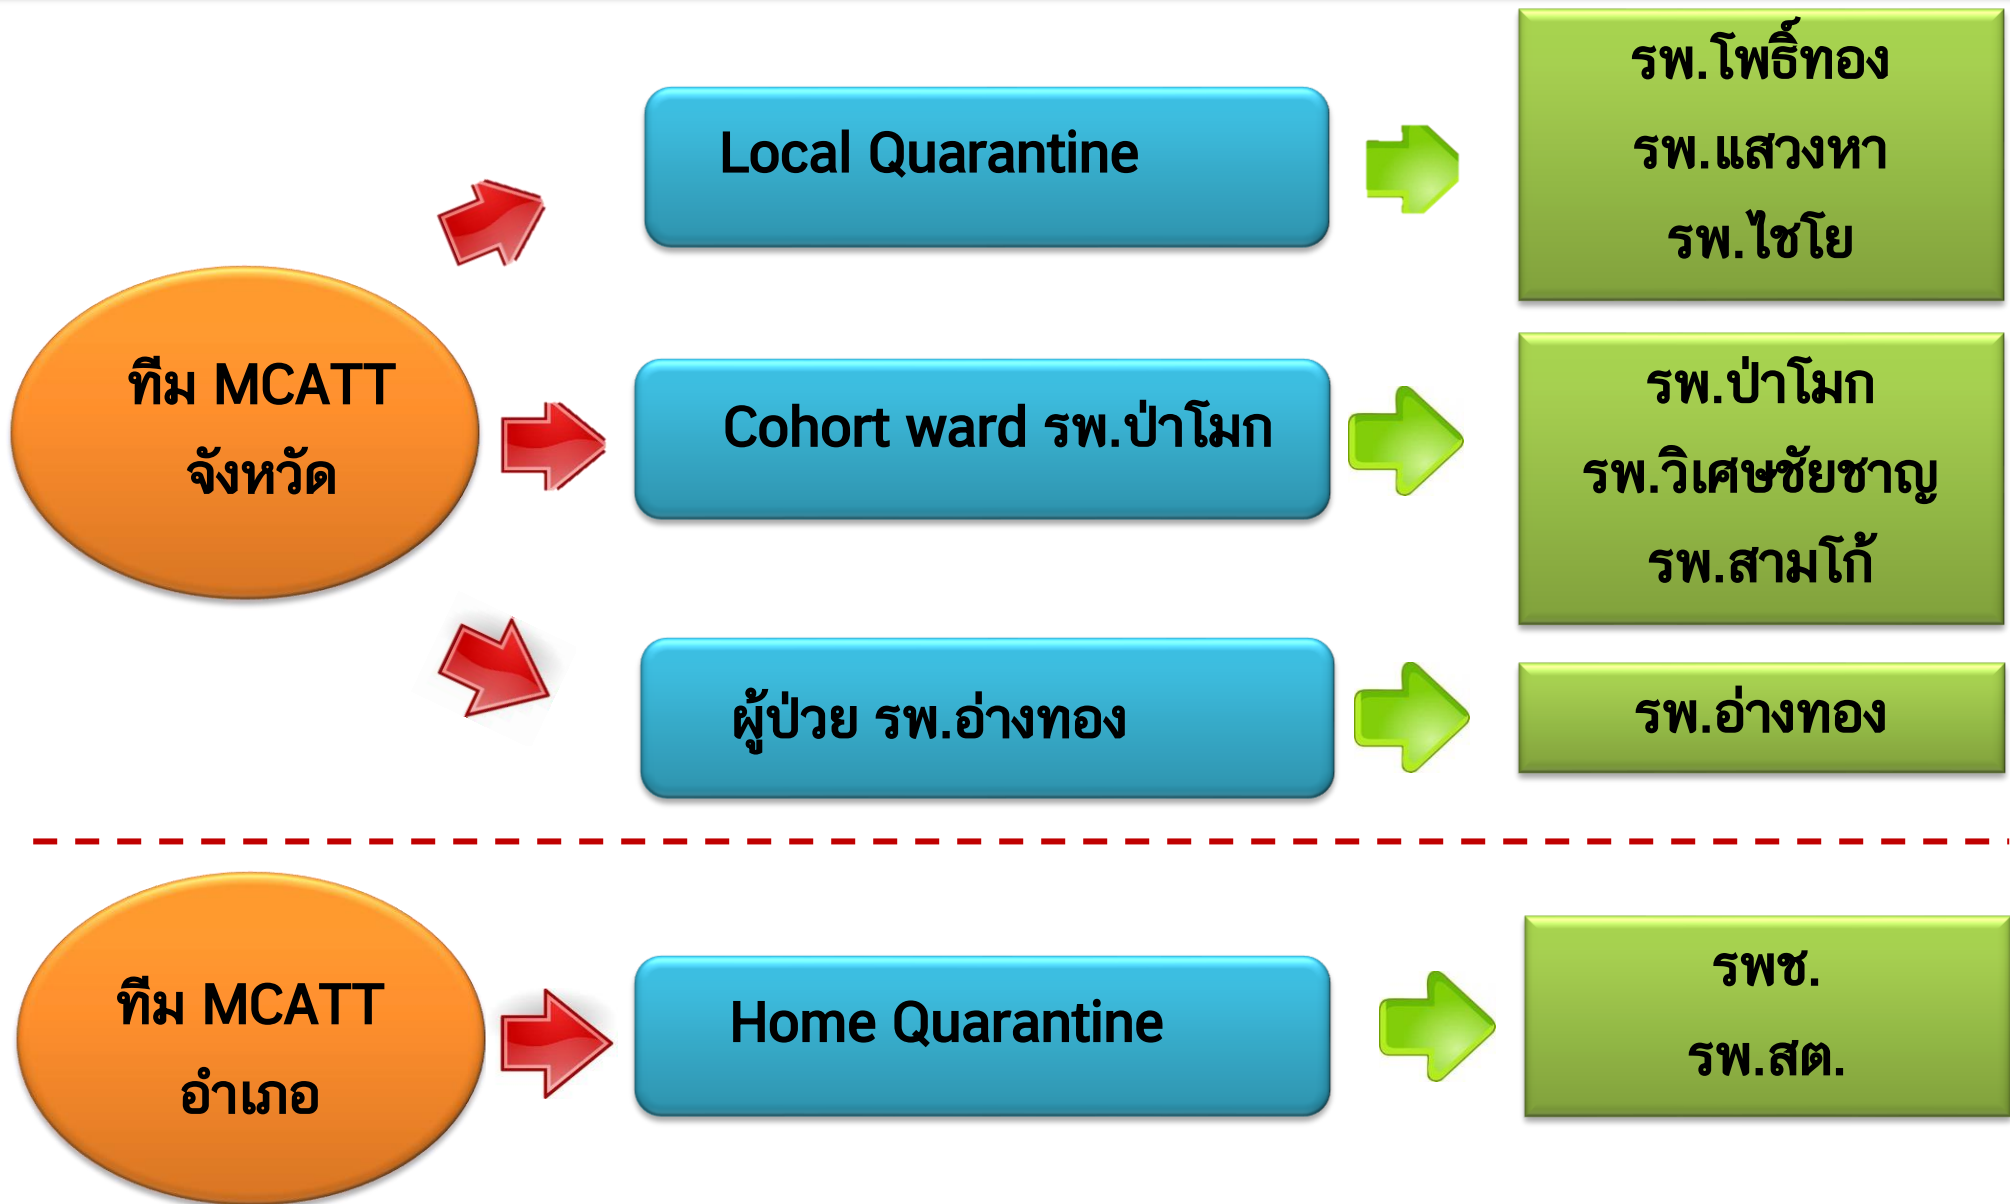 ทีม MCATT
จังหวัด
Local Quarantine
รพ.โพธิ์ทอง
รพ.แสวงหา
รพ.ไชโย
Cohort ward รพ.ป่าโมก
รพ.ป่าโมก
รพ.วิเศษชัยชาญ
รพ.สามโก้
ผู้ป่วย รพ.อ่างทอง
รพ.อ่างทอง
ทีม MCATT
อำเภอ
Home Quarantine
รพช.
รพ.สต.